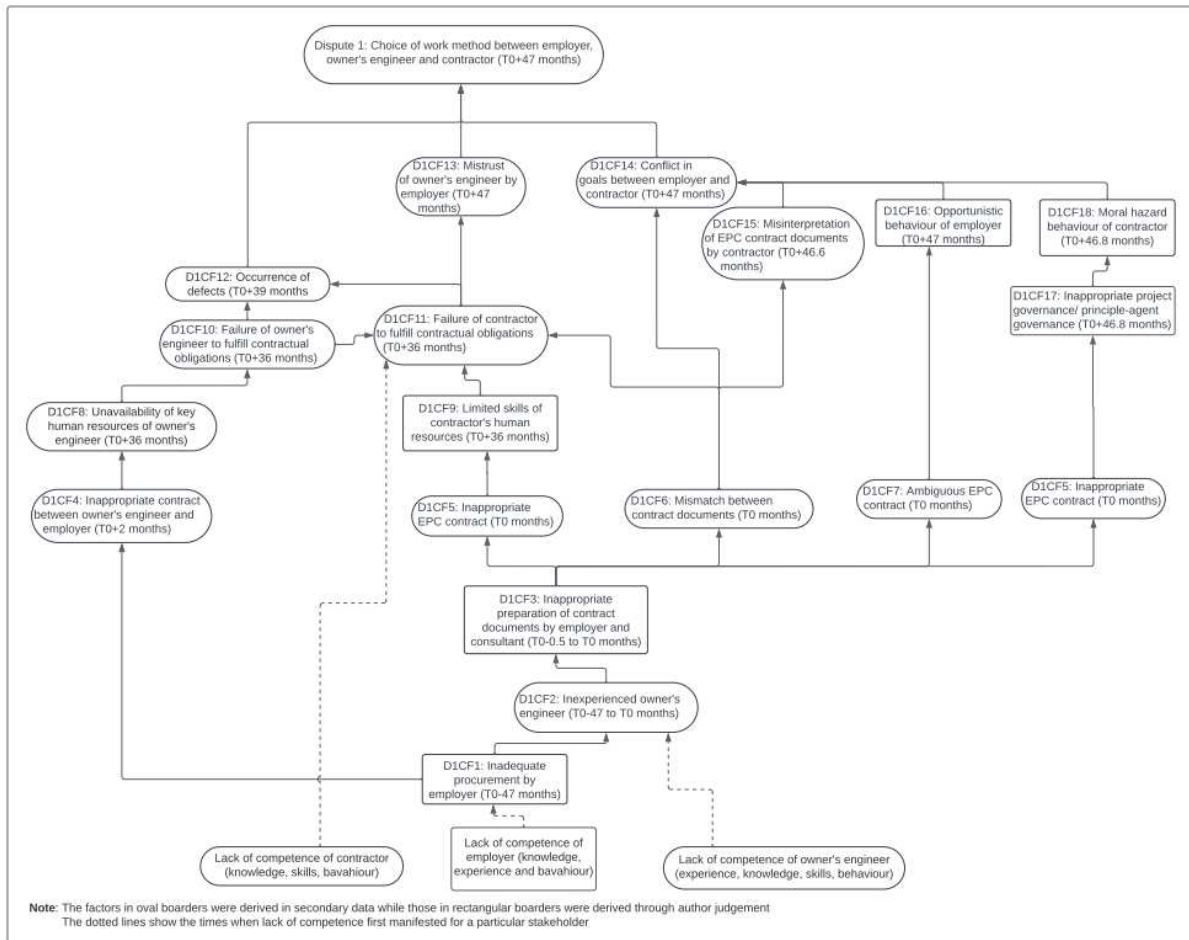 Dispute 1: Choice of work method between employer,
owner's engineer and contractor (T0+47 months)
D1CF13: Mistrust
of owner's engineer by
employer (T0+47
months)
D1CF14: Conflict in
goals between employer and
contractor (T0+47 months)
D1CF15: Misinterpretation
of EPC contract documents
by contractor (T0+46.6
months)
D1CF16: Opportunistic
behaviour of employer
(T0+47 months)
D1CF18: Moral hazard
behaviour of contractor
(T0+46.8 months)
D1CF12: Occurrence of
defects (T0+39 months
D1CF17: Inappropriate project
governance/ principle-agent
governance (T0+46.8 months)
D1CF10: Failure of owner's
engineer to fulfill contractual
obligations (T0+36 months)
D1CF11: Failure of contractor
to fulfill contractual obligations
(T0+36 months)
D1CF8: Unavailability of key
human resources of owner's
engineer (T0+36 months)
D1CF9: Limited skills of
contractor's human
resources (T0+36 months)
D1CF4: Inappropriate contract
between owner's engineer and
employer (T0+2 months)
D1CF5: Inappropriate
EPC contract (T0 months)
D1CF6: Mismatch between
contract documents (T0 months)
D1CF7: Ambiguous EPC
contract (T0 months)
D1CF5: Inappropriate
EPC contract (T0 months)
D1CF3: Inappropriate
preparation of contract
documents by employer and
consultant (T0-0.5 to T0 months)
D1CF2: Inexperienced owner's
engineer (T0-47 to T0 months)
D1CF1: Inadequate
procurement by
employer (T0-47 months)
Lack of competence of contractor
(knowledge, skills, bavahiour)
Lack of competence of
employer (knowledge,
experience and bavahiour)
Lack of competence of owner's engineer
(experience, knowledge, skills, behaviour)
Note: The factors in oval boarders were derived in secondary data while those in rectangular boarders were derived through author judgement
The dotted lines show the times when lack of competence first manifested for a particular stakeholder